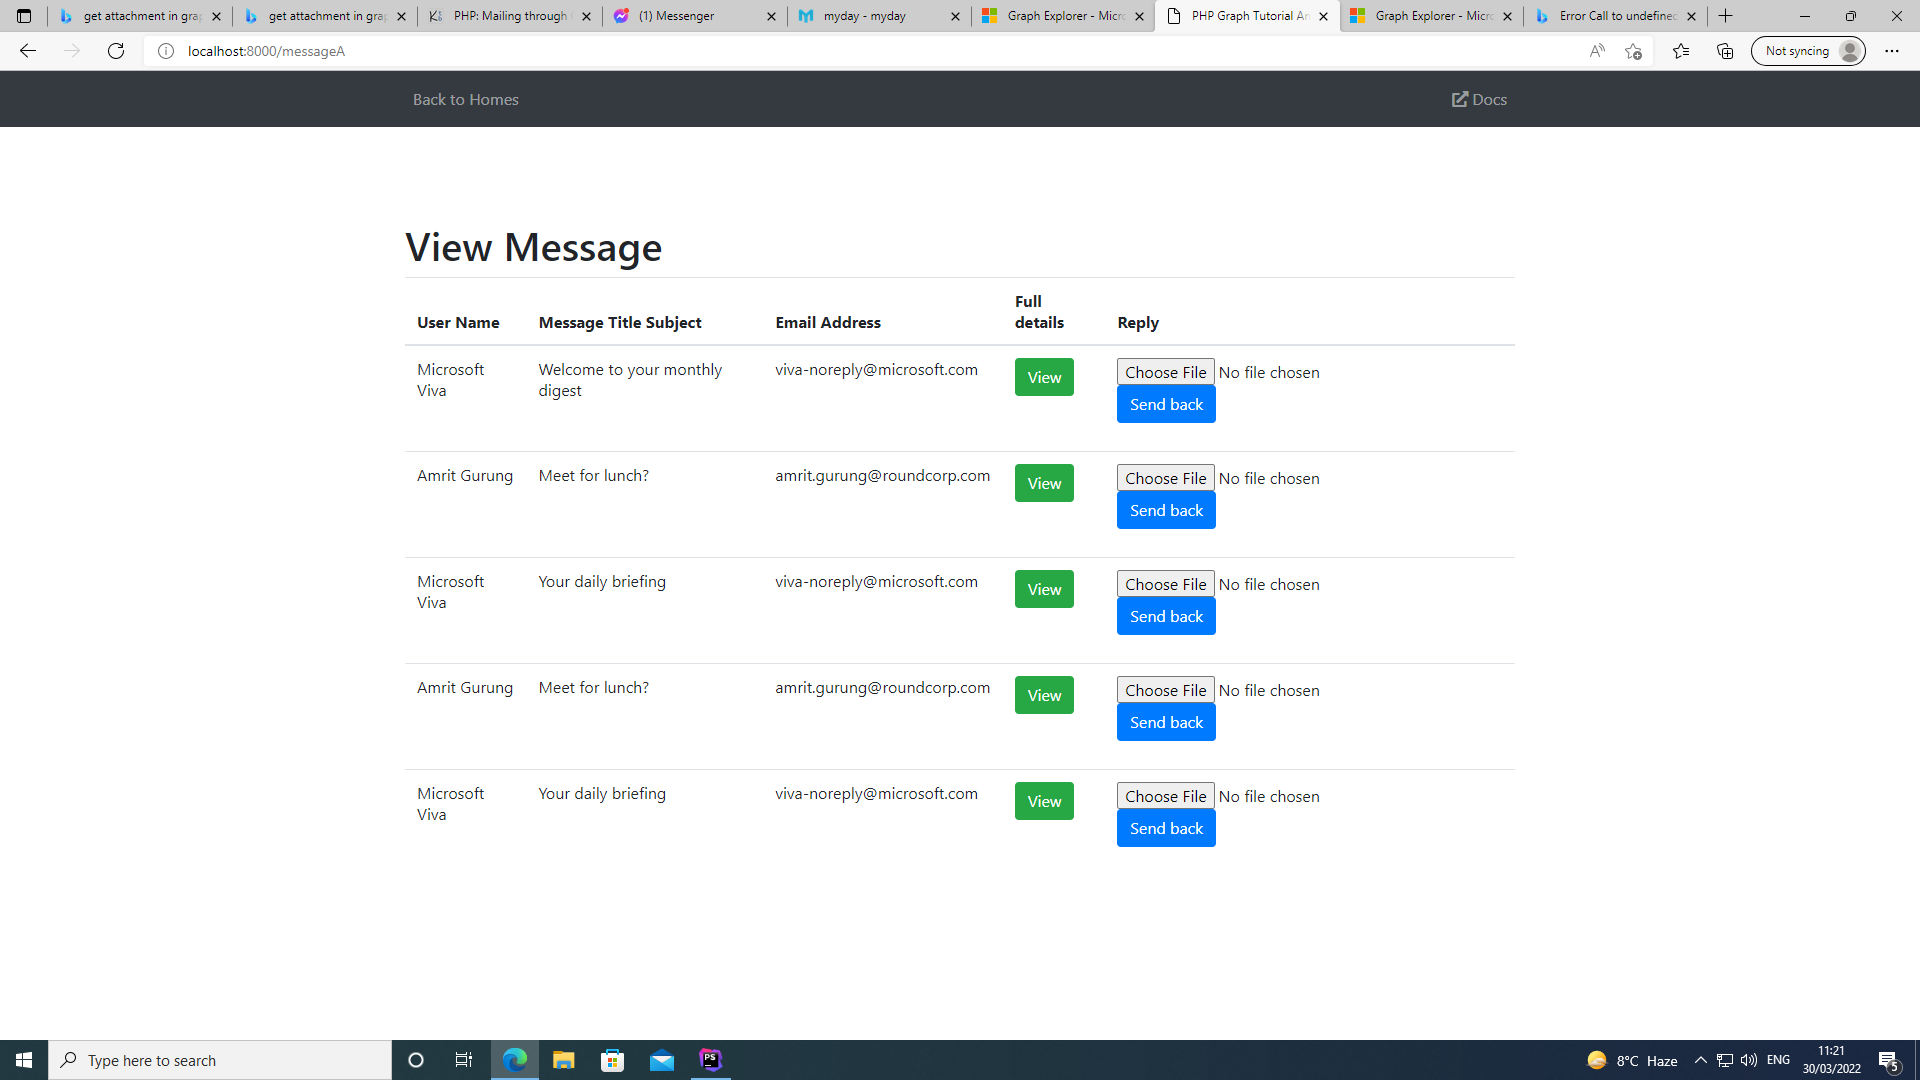 get attachment in gra
get attachment in gra
PHP: Mailing through
(1) Messenger
myday - myday
Graph Explorer - Micr
PHP Graph Tutorial
Graph Explorer - Micr
Error Call to undefined
localhost:8000/messageA
Not syncing
Back to Homes
Docs
View Message
User Name
Message Title Subject
Email Address
Full
details
Reply
Microsoft
Viva
Welcome to your monthly
digest
viva-noreply@microsoft.com
View
Choose File No file chosen
Send back
Amrit Gurung
Meet for lunch?
amrit.gurung@roundcorp.com
View
Choose File No file chosen
Send back
Microsoft
Viva
Your daily briefing
viva-noreply@microsoft.com
View
Choose File No file chosen
Send back
Amrit Gurung
Meet for lunch?
amrit.gurung@roundcorp.com
View
Choose File No file chosen
Send back
Microsoft
Viva
Your daily briefing
viva-noreply@microsoft.com
View
Choose File No file chosen
Send back
Type here to search
PS
8°C Haze
ENG
11:21
30/03/2022
5